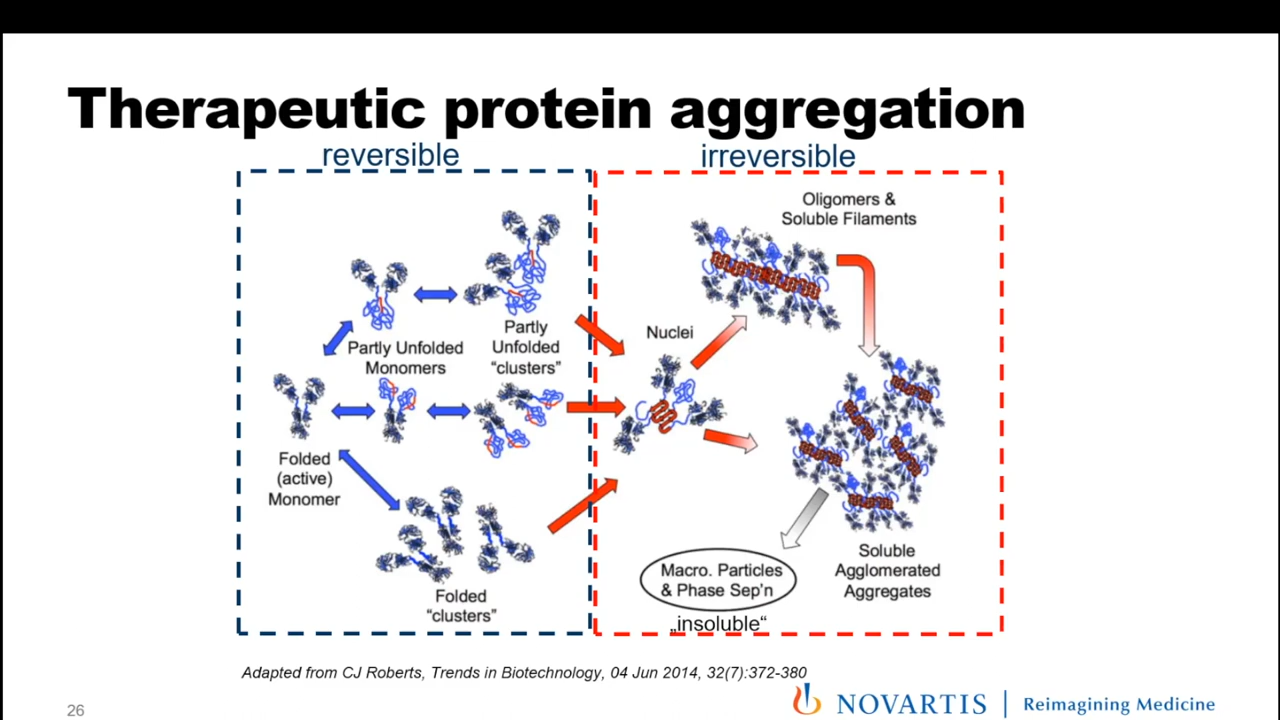 Therapeutic protein aggregation
reversible
irreversible
Oligomers &
Soluble Filaments
Partly Unfolded
Monomers
Partly
Unfolded
“clusters”
Nuclei
Folded
(active)
Monomer
Folded
“clusters”
Macro. Particles
& Phase Sep’n
„insoluble“
Soluble
Agglomerated
Aggregates
Adapted from CJ Roberts, Trends in Biotechnology, 04 Jun 2014, 32(7):372-380
26
NOVARTIS | Reimagining Medicine